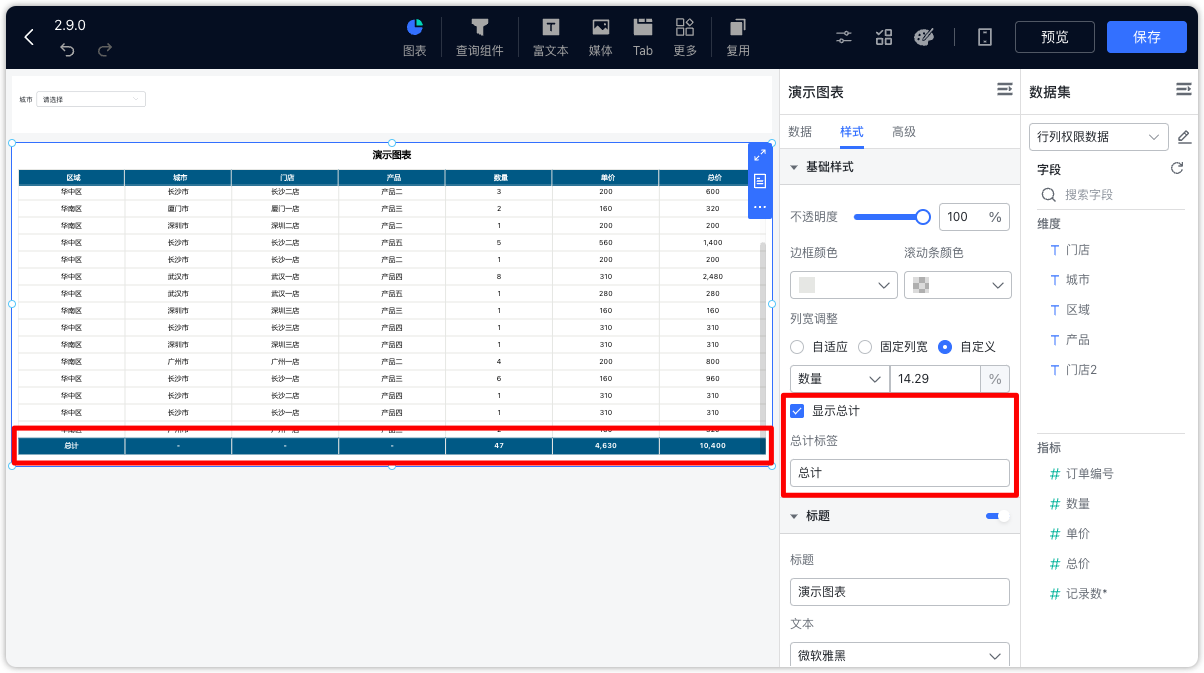 2.9.0
图表 查询组件 富文本 媒体 Tab 更多 复用
预览 保存
城市 请选择
演示图表
区域 城市 门店 产品 数量 单价 总价
华中区 长沙市 长沙二店 产品二 3 200 600
华南区 厦门市 厦门一店 产品三 2 160 320
华南区 深圳市 深圳二店 产品二 1 200 200
华中区 长沙市 长沙二店 产品五 5 560 1,400
华中区 长沙市 长沙一店 产品二 1 200 200
华中区 武汉市 武汉一店 产品四 8 310 2,480
华中区 武汉市 武汉一店 产品五 1 280 280
华南区 深圳市 深圳三店 产品三 1 160 160
华中区 长沙市 长沙三店 产品四 1 310 310
华南区 深圳市 深圳三店 产品四 1 310 310
华南区 广州市 广州一店 产品二 4 200 800
华中区 长沙市 长沙一店 产品三 6 160 960
华中区 长沙市 长沙一店 产品四 1 310 310
华中区 长沙市 长沙一店 产品四 1 310 310
总计 - - - 47 4,630 10,400
演示图表
数据 样式 高级
基础样式
不透明度 100 %
边框颜色 滚动条颜色
列宽调整
自适应 固定列宽 自定义
数量 14.29 %
显示总计
总计标签
总计
标题
标题
演示图表
文本
微软雅黑
数据集
行列权限数据
字段
搜索字段
维度
T 门店
T 城市
T 区域
T 产品
T 门店2
指标
# 订单编号
# 数量
# 单价
# 总价
# 记录数*